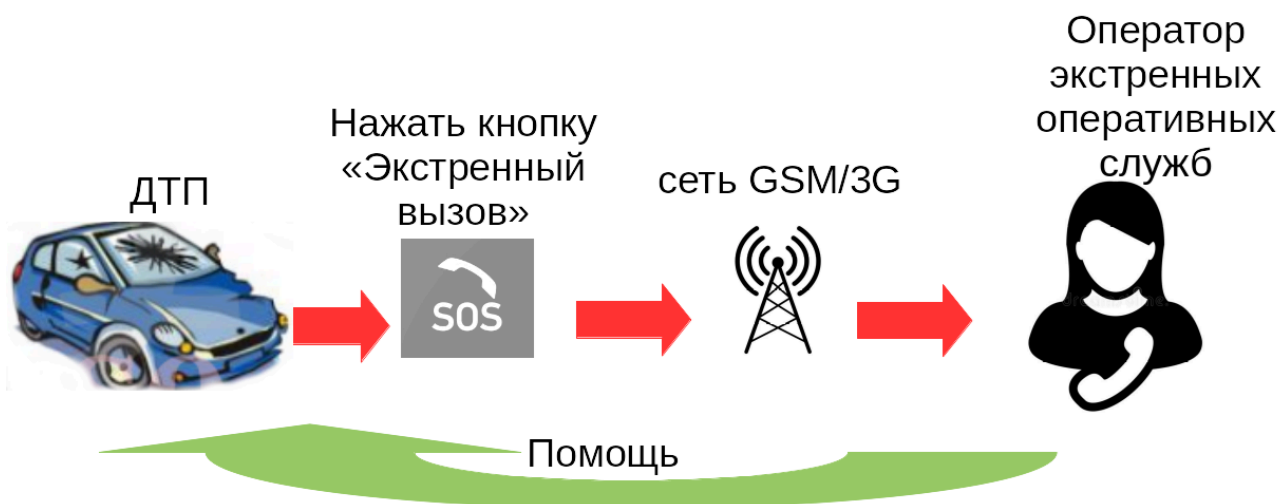 ДТП
Нажать кнопку
«Экстренный
вызов»
SOS
сеть GSM/3G
Оператор
экстренных
оперативных
служб
Помощь